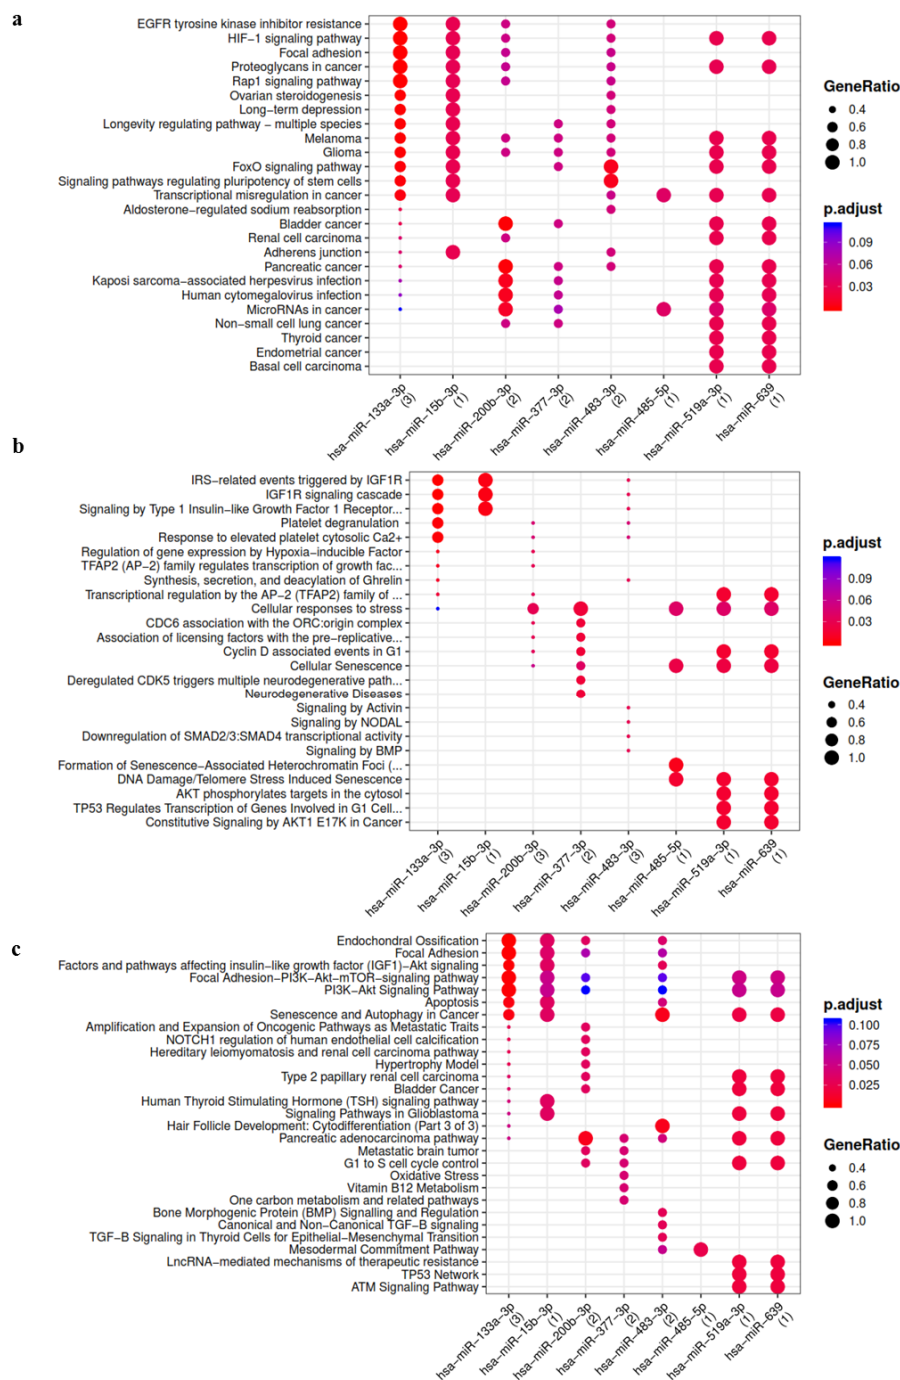 a
EGFR tyrosine kinase inhibitor resistance
HIF−1 signaling pathway
Focal adhesion
Proteoglycans in cancer
Rap1 signaling pathway
Ovarian steroidogenesis
Long−term depression
Longevity regulating pathway − multiple species
Melanoma
Glioma
FoxO signaling pathway
Signaling pathways regulating pluripotency of stem cells
Transcriptional misregulation in cancer
Aldosterone−regulated sodium reabsorption
Bladder cancer
Renal cell carcinoma
Adherens junction
Pancreatic cancer
Kaposi sarcoma−associated herpesvirus infection
Human cytomegalovirus infection
MicroRNAs in cancer
Non−small cell lung cancer
Thyroid cancer
Endometrial cancer
Basal cell carcinoma
hsa−miR−133a−3p
(3)
hsa−miR−15b−3p
(1)
hsa−miR−200b−3p
(2)
hsa−miR−377−3p
(2)
hsa−miR−483−3p
(2)
hsa−miR−485−5p
(1)
hsa−miR−519a−3p
(1)
hsa−miR−639
(1)
GeneRatio
0.4
0.6
0.8
1.0
p.adjust
0.09
0.06
0.03
b
IRS−related events triggered by IGF1R
IGF1R signaling cascade
Signaling by Type 1 Insulin−like Growth Factor 1 Receptor...
Platelet degranulation
Response to elevated platelet cytosolic Ca2+
Regulation of gene expression by Hypoxia−inducible Factor
TFAP2 (AP−2) family regulates transcription of growth fac...
Synthesis, secretion, and deacylation of Ghrelin
Transcriptional regulation by the AP−2 (TFAP2) family of ...
Cellular responses to stress
CDC6 association with the ORC:origin complex
Association of licensing factors with the pre−replicative...
Cyclin D associated events in G1
Cellular Senescence
Deregulated CDK5 triggers multiple neurodegenerative path...
Neurodegenerative Diseases
Signaling by Activin
Signaling by NODAL
Downregulation of SMAD2/3:SMAD4 transcriptional activity
Signaling by BMP
Formation of Senescence−Associated Heterochromatin Foci (...
DNA Damage/Telomere Stress Induced Senescence
AKT phosphorylates targets in the cytosol
TP53 Regulates Transcription of Genes Involved in G1 Cell...
Constitutive Signaling by AKT1 E17K in Cancer
hsa−miR−133a−3p
(3)
hsa−miR−15b−3p
(1)
hsa−miR−200b−3p
(3)
hsa−miR−377−3p
(2)
hsa−miR−483−3p
(3)
hsa−miR−485−5p
(1)
hsa−miR−519a−3p
(1)
hsa−miR−639
(1)
p.adjust
0.09
0.06
0.03
GeneRatio
0.4
0.6
0.8
1.0
c
Endochondral Ossification
Focal Adhesion
Factors and pathways affecting insulin−like growth factor (IGF1)−Akt signaling
Focal Adhesion−PI3K−Akt−mTOR−signaling pathway
PI3K−Akt Signaling Pathway
Apoptosis
Senescence and Autophagy in Cancer
Amplification and Expansion of Oncogenic Pathways as Metastatic Traits
NOTCH1 regulation of human endothelial cell calcification
Hereditary leiomyomatosis and renal cell carcinoma pathway
Hypertrophy Model
Type 2 papillary renal cell carcinoma
Bladder Cancer
Human Thyroid Stimulating Hormone (TSH) signaling pathway
Signaling Pathways in Glioblastoma
Hair Follicle Development: Cytodifferentiation (Part 3 of 3)
Pancreatic adenocarcinoma pathway
Metastatic brain tumor
G1 to S cell cycle control
Oxidative Stress
Vitamin B12 Metabolism
One carbon metabolism and related pathways
Bone Morphogenic Protein (BMP) Signalling and Regulation
Canonical and Non−Canonical TGF−B signaling
TGF−B Signaling in Thyroid Cells for Epithelial−Mesenchymal Transition
Mesodermal Commitment Pathway
LncRNA−mediated mechanisms of therapeutic resistance
TP53 Network
ATM Signaling Pathway
hsa−miR−133a−3p
(3)
hsa−miR−15b−3p
(1)
hsa−miR−200b−3p
(2)
hsa−miR−377−3p
(2)
hsa−miR−483−3p
(2)
hsa−miR−485−5p
(1)
hsa−miR−519a−3p
(1)
hsa−miR−639
(1)
p.adjust
0.100
0.075
0.050
0.025
GeneRatio
0.4
0.6
0.8
1.0